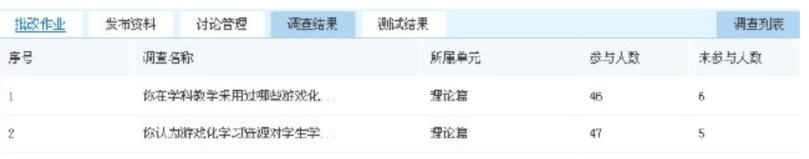 批改作业 发布资料 讨论管理 调查结果 测试结果 调查列表
序号 调查名称 所属单元 参与人数 未参与人数
1 你在学科教学采用过哪些游戏化... 理论篇 46 6
2 你认为游戏化学习资源对学生学... 理论篇 47 5